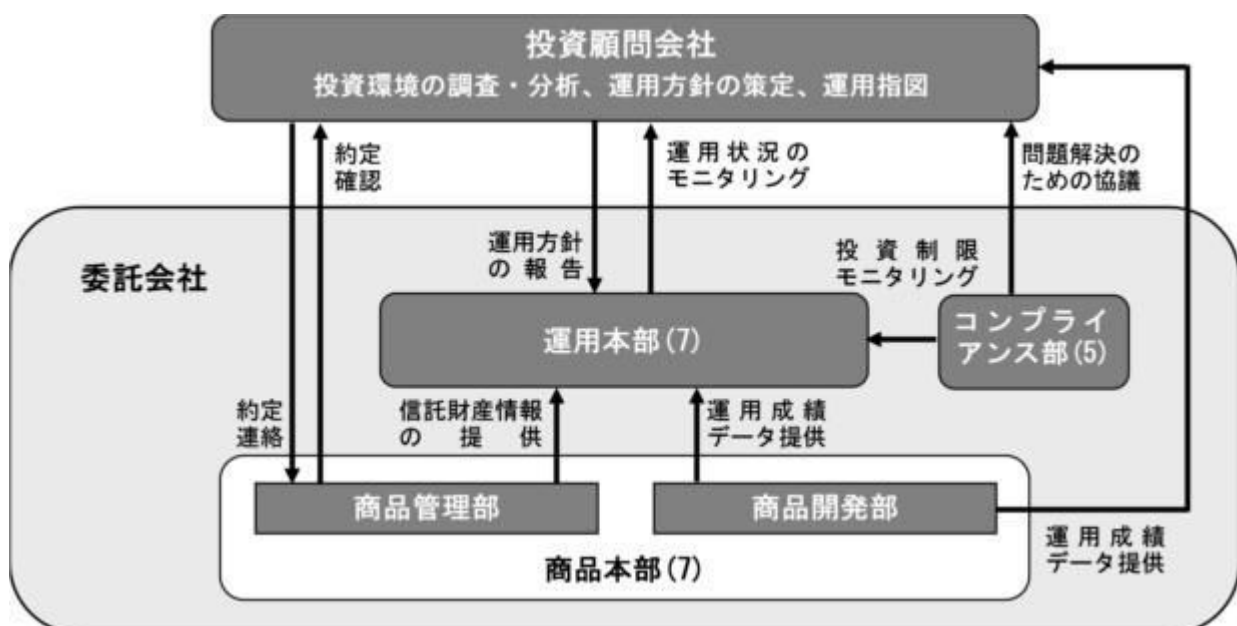 投資顧問会社
投資環境の調査・分析、運用方針の策定、運用指図
約定
確認
運用状況の
モニタリング
問題解決の
ための協議
委託会社
運用方針
の報告
投資制限
モニタリング
運用本部(7)
コンプライ
アンス部(5)
約定
連絡
信託財産情報
の提供
運用成績
データ提供
商品管理部
商品開発部
運用成績
データ提供
商品本部(7)